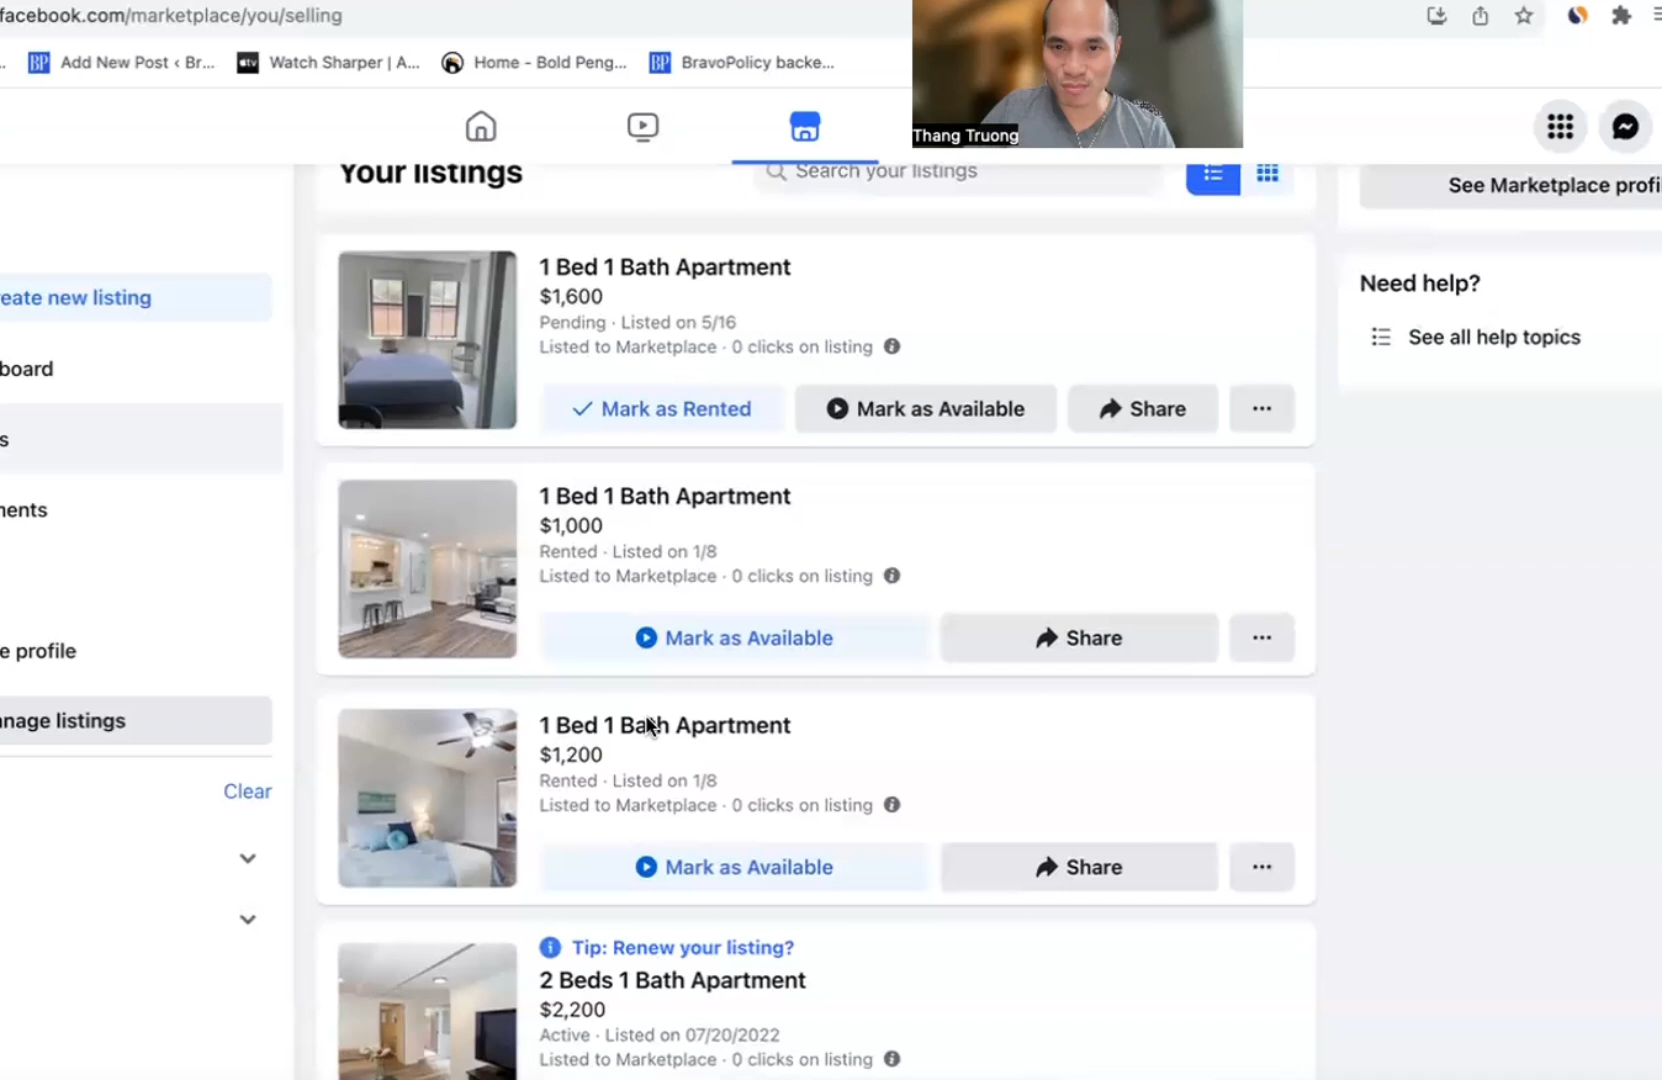 facebook.com/marketplace/you/selling
BP Add New Post ‹ Br... tv Watch Sharper | A... Home - Bold Peng... BP BravoPolicy backe...
Thang Truong
Your listings
Search your listings
See Marketplace profi
1 Bed 1 Bath Apartment
$1,600
Pending · Listed on 5/16
Listed to Marketplace · 0 clicks on listing
Mark as Rented
Mark as Available
Share
Need help?
See all help topics
eate new listing
board
s
nents
e profile
nage listings
Clear
1 Bed 1 Bath Apartment
$1,000
Rented · Listed on 1/8
Listed to Marketplace · 0 clicks on listing
Mark as Available
Share
1 Bed 1 Bath Apartment
$1,200
Rented · Listed on 1/8
Listed to Marketplace · 0 clicks on listing
Mark as Available
Share
Tip: Renew your listing?
2 Beds 1 Bath Apartment
$2,200
Active · Listed on 07/20/2022
Listed to Marketplace · 0 clicks on listing